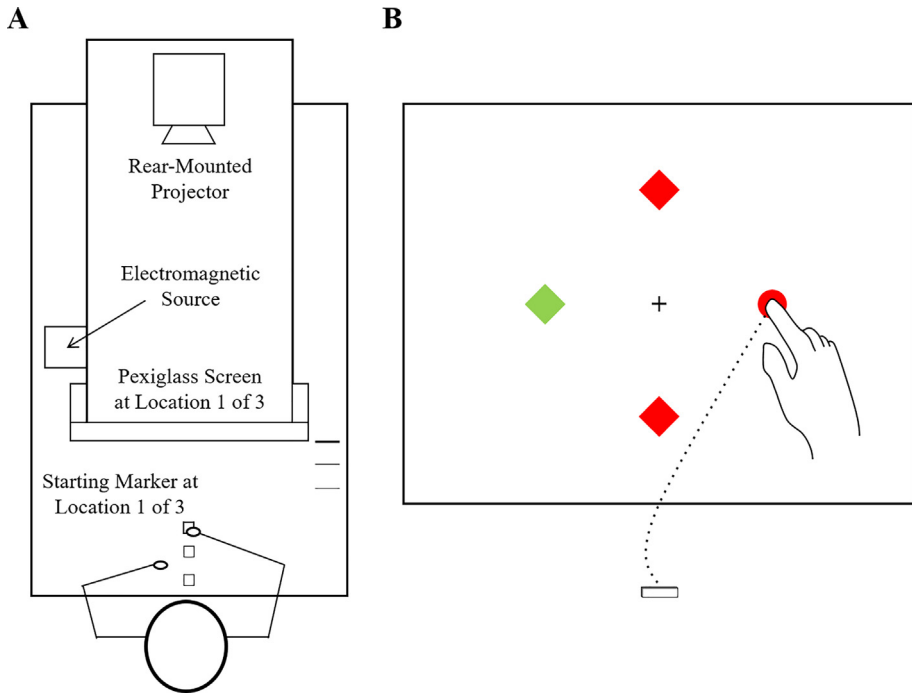 A
B
Rear-Mounted
Projector
Electromagnetic
Source
Pexiglass Screen
at Location 1 of 3
Starting Marker at
Location 1 of 3